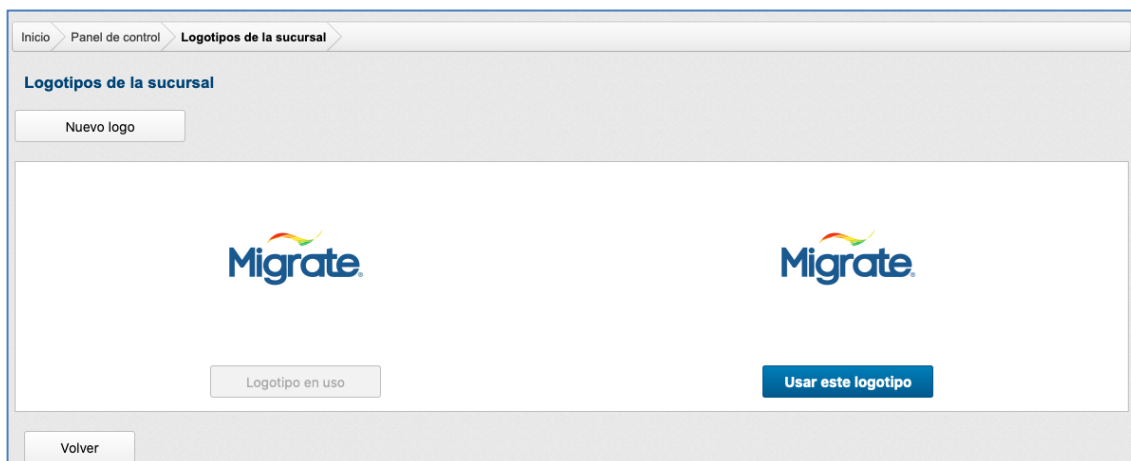 Inicio Panel de control Logotipos de la sucursal
Logotipos de la sucursal
Nuevo logo
Migrate® Migrate®
Logotipo en uso Usar este logotipo
Volver